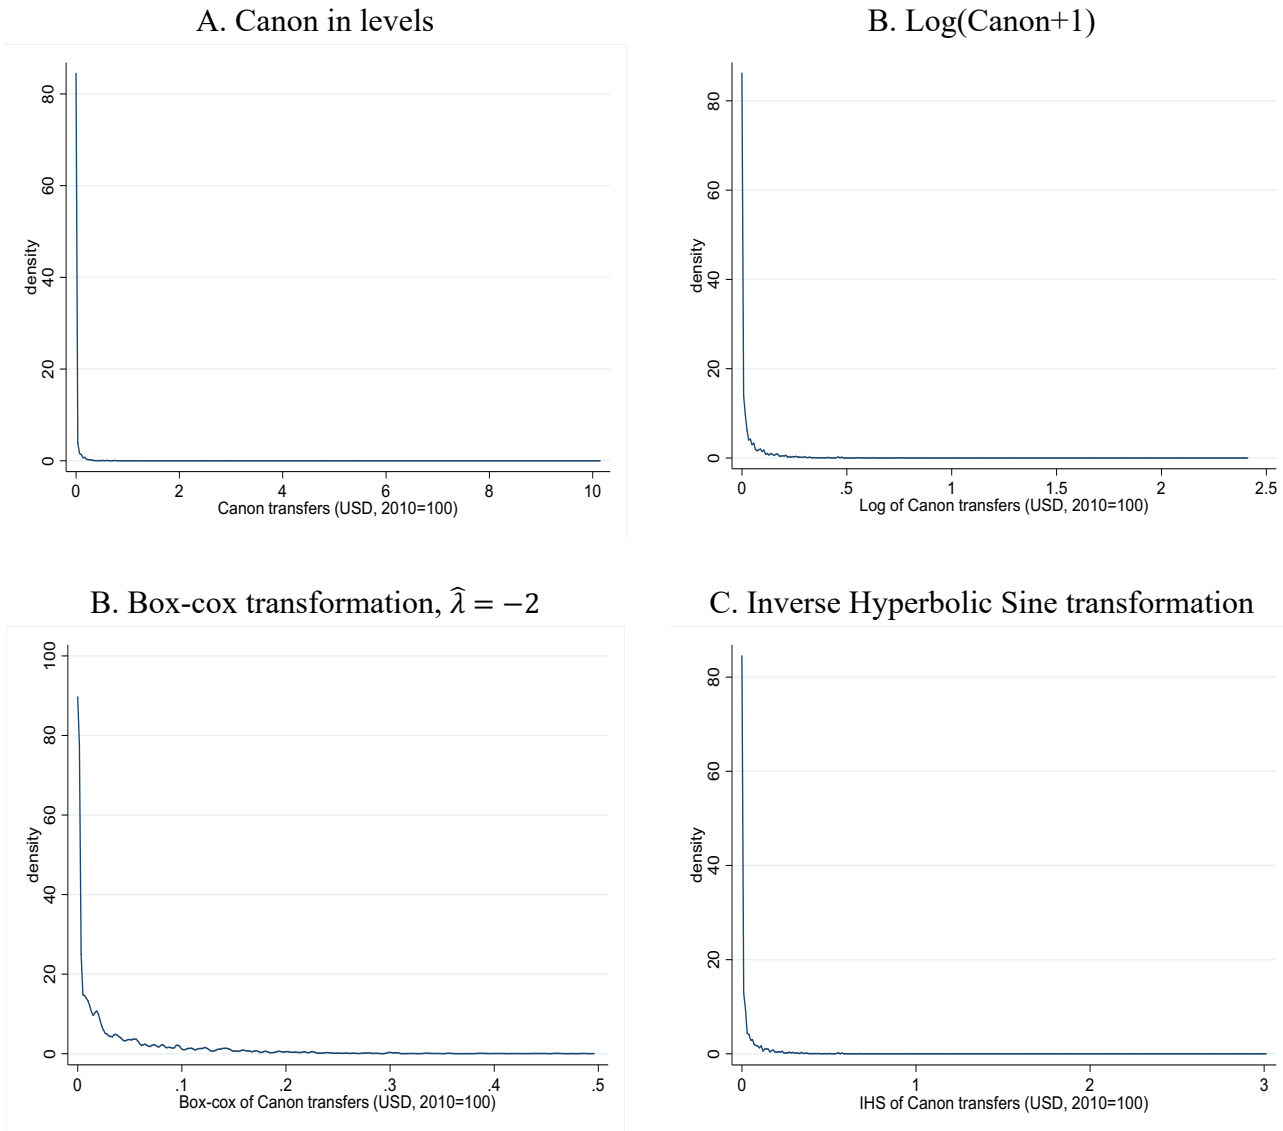 A. Canon in levels
density
80
60
40
20
0
0 2 4 6 8 10
Canon transfers (USD, 2010=100)
B. Log(Canon+1)
density
80
60
40
20
0
0 .5 1 1.5 2 2.5
Log of Canon transfers (USD, 2010=100)
B. Box-cox transformation, λ̂ = −2
density
100
80
60
40
20
0
0 .1 .2 .3 .4 .5
Box-cox of Canon transfers (USD, 2010=100)
C. Inverse Hyperbolic Sine transformation
density
80
60
40
20
0
0 1 2 3
IHS of Canon transfers (USD, 2010=100)